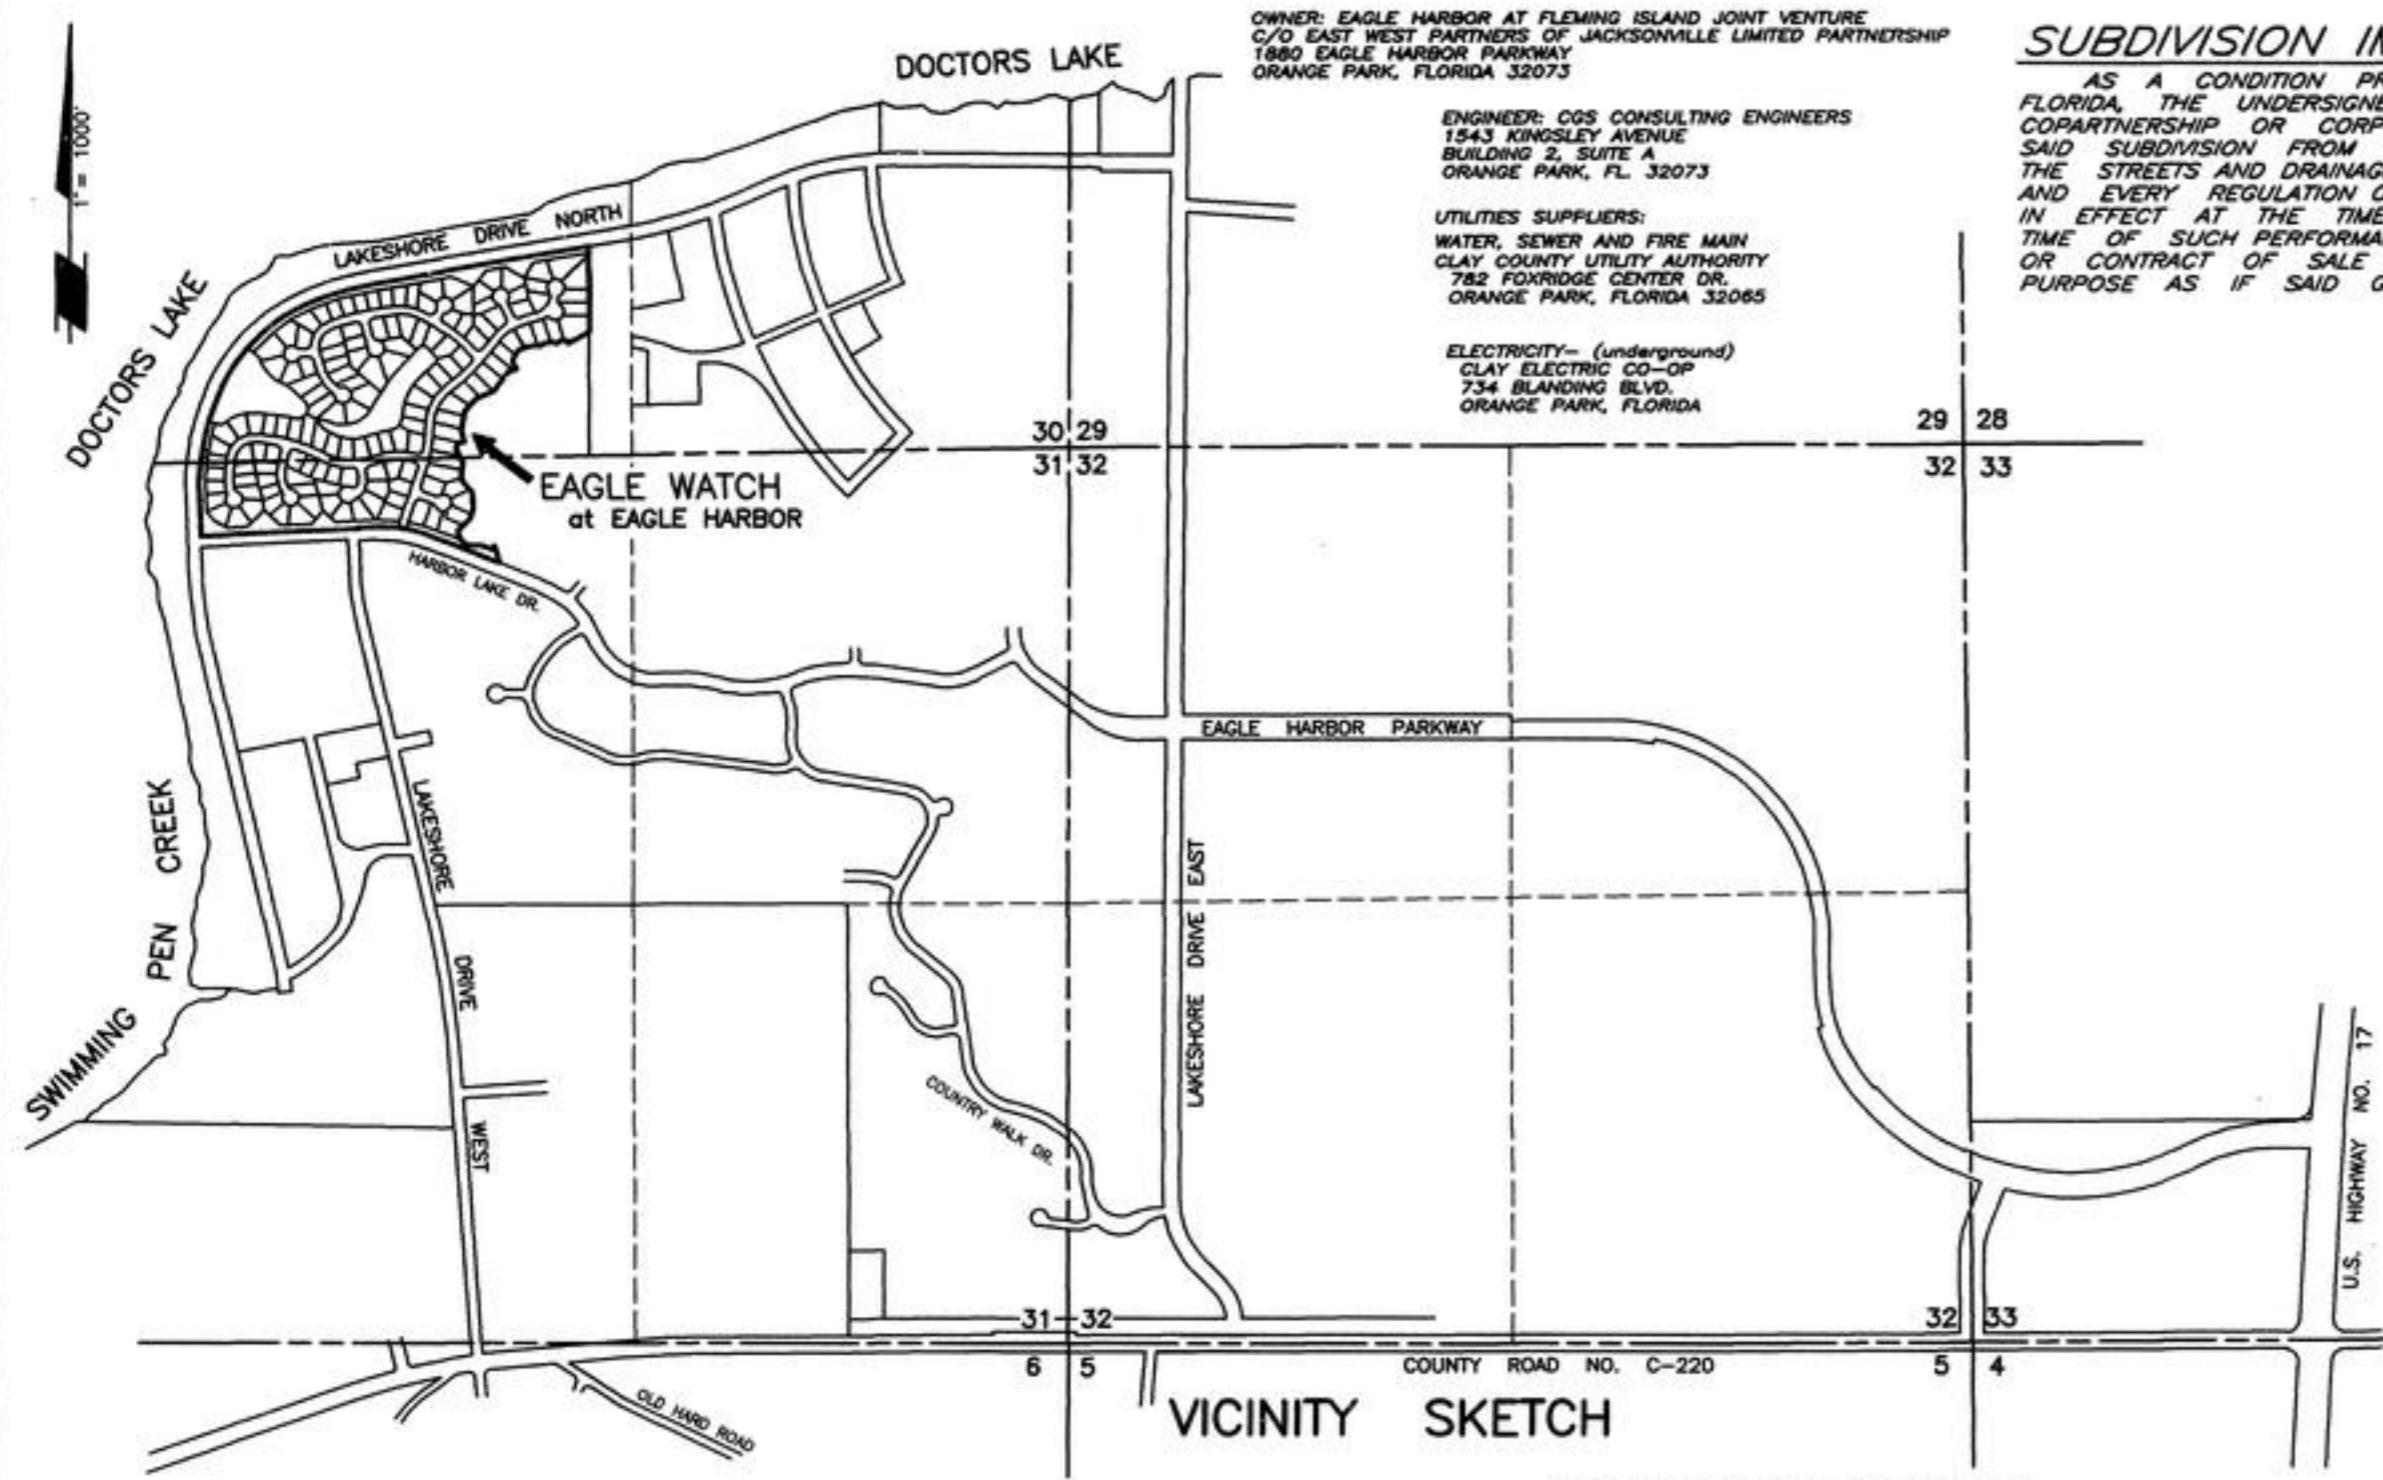 OWNER: EAGLE HARBOR AT FLEMING ISLAND JOINT VENTURE
C/O EAST WEST PARTNERS OF JACKSONVILLE LIMITED PARTNERSHIP
1880 EAGLE HARBOR PARKWAY
ORANGE PARK, FLORIDA 32073
ENGINEER: CGS CONSULTING ENGINEERS
1543 KINGSLEY AVENUE
BUILDING 2, SUITE A
ORANGE PARK, FL. 32073
UTILITIES SUPPLIERS:
WATER, SEWER AND FIRE MAIN
CLAY COUNTY UTILITY AUTHORITY
782 FOXRIDGE CENTER DR.
ORANGE PARK, FLORIDA 32065
ELECTRICITY- (underground)
CLAY ELECTRIC CO-OP
734 BLANDING BLVD.
ORANGE PARK, FLORIDA
SUBDIVISION
AS A CONDITION
FLORIDA, THE
COPARTNERSHIP OR
SAID SUBDIVISION FROM
THE STREETS AND
AND EVERY REGULATION
IN EFFECT AT THE
TIME OF SUCH
OR CONTRACT OF SALE
PURPOSE AS IF SAID
1" = 1000'
DOCTORS LAKE
LAKESHORE DRIVE NORTH
DOCTORS LAKE
30 29
31 32
29 28
32 33
EAGLE WATCH
at EAGLE HARBOR
HARBOR LAKE DR.
EAGLE HARBOR PARKWAY
LAKESHORE DRIVE WEST
LAKESHORE DRIVE EAST
SWIMMING PEN CREEK
COUNTRY WALK DR.
U.S. HIGHWAY NO. 17
31 32
6 5
32 33
5 4
COUNTY ROAD NO. C-220
OLD HARD ROAD
VICINITY SKETCH